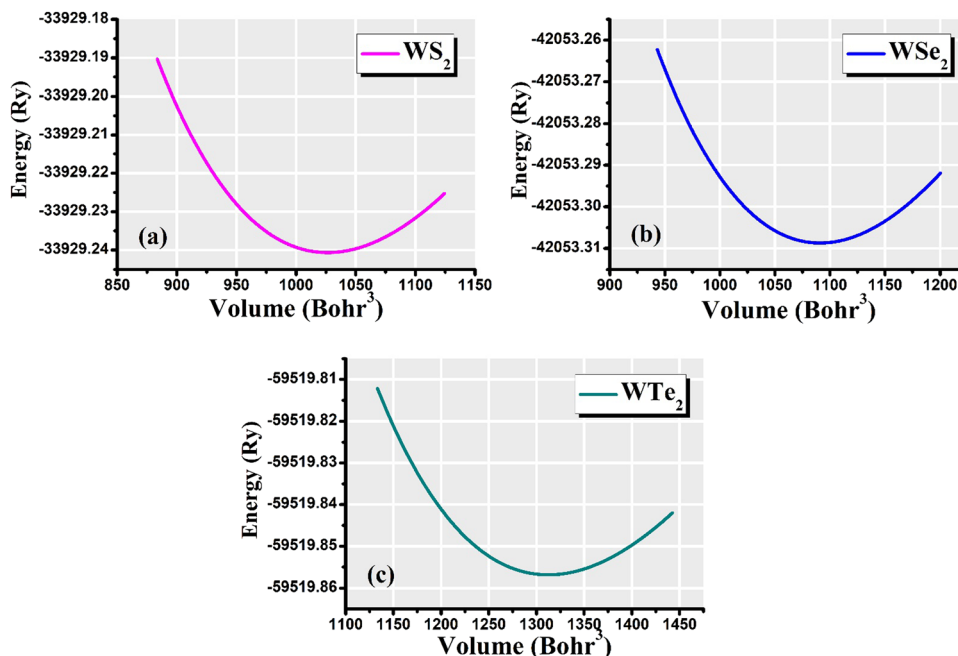 -33929.18
-33929.19
-33929.20
-33929.21
-33929.22
-33929.23
-33929.24
Energy (Ry)
WS2
(a)
850 900 950 1000 1050 1100 1150
Volume (Bohr3)
-42053.26
-42053.28
-42053.28
-42053.29
-42053.30
-42053.31
Energy (Ry)
WSe2
(b)
900 950 1000 1050 1100 1150 1200
Volume (Bohr3)
-59519.81
-59519.82
-59519.83
-59519.84
-59519.85
-59519.86
Energy (Ry)
WTe2
(c)
1100 1150 1200 1250 1300 1350 1400 1450
Volume (Bohr3)